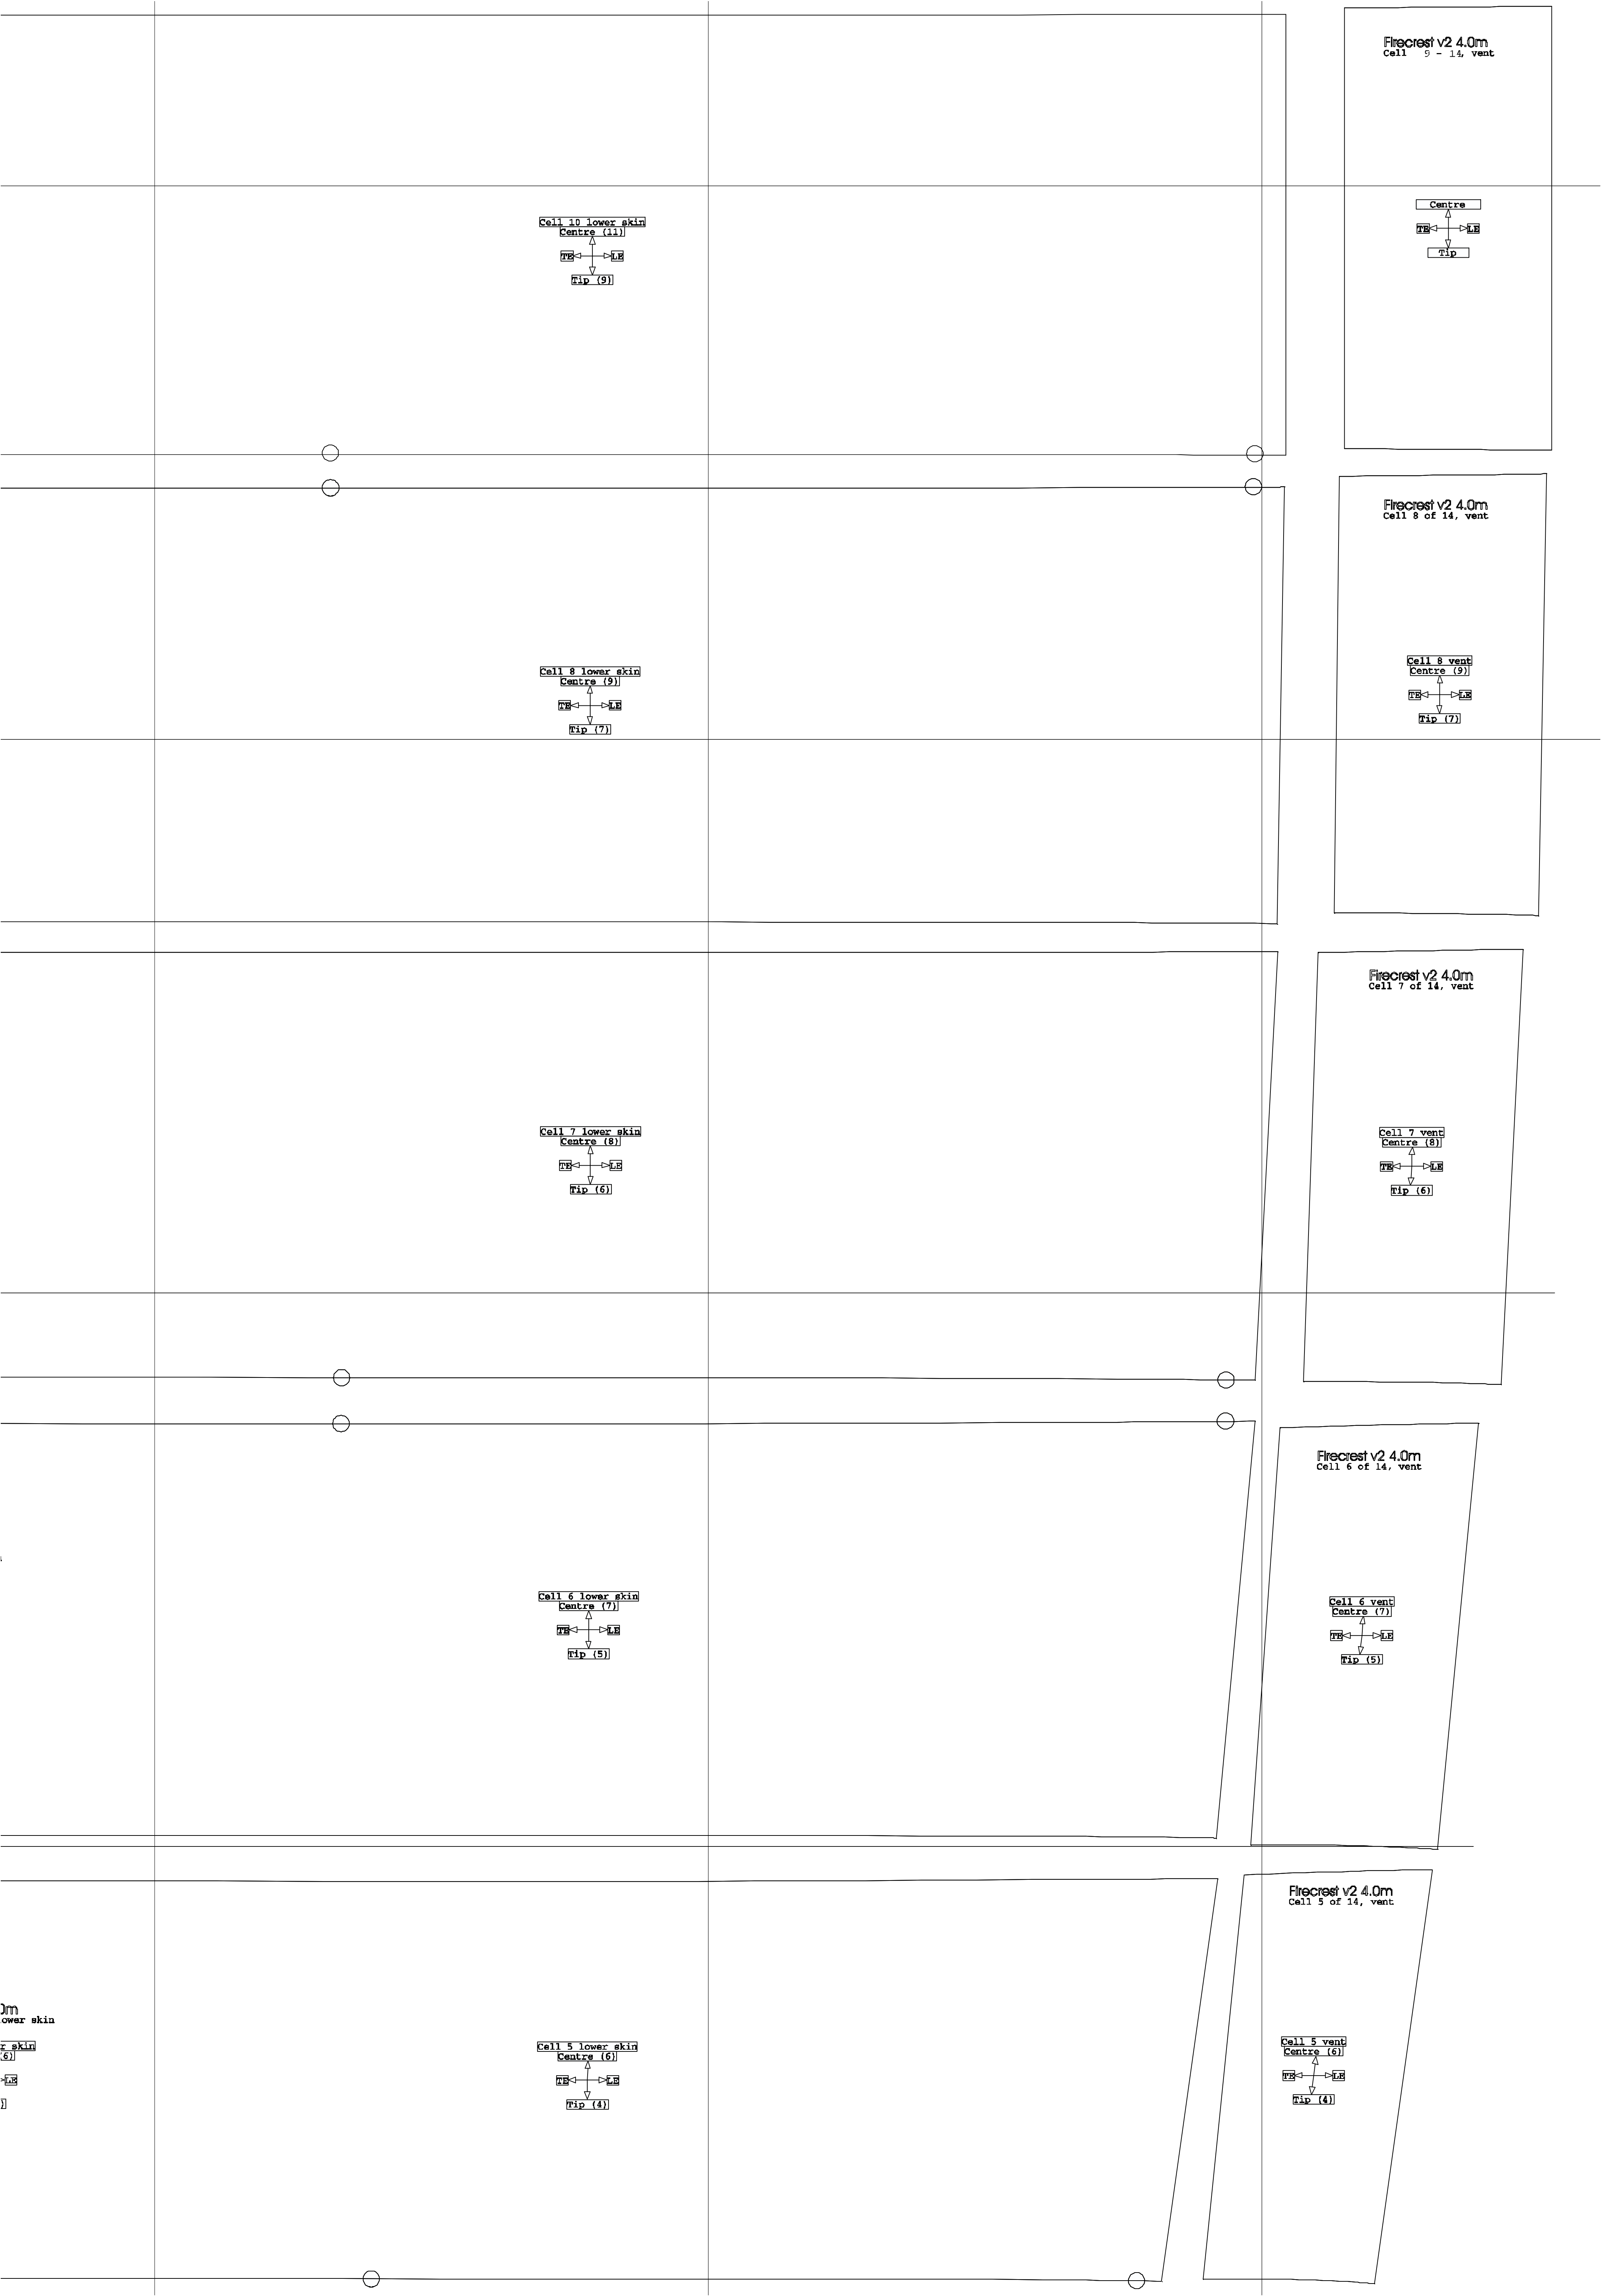 Firecrest v2 4.0m
Cell 9 - 14, vent
Centre
TE LE
Tip
Cell 10 lower skin
Centre (11)
TE LE
Tip (9)
Firecrest v2 4.0m
Cell 8 of 14, vent
Cell 8 vent
Centre (9)
TE LE
Tip (7)
Cell 8 lower skin
Centre (9)
TE LE
Tip (7)
Firecrest v2 4.0m
Cell 7 of 14, vent
Cell 7 lower skin
Centre (8)
TE LE
Tip (6)
Cell 7 vent
Centre (8)
TE LE
Tip (6)
Firecrest v2 4.0m
Cell 6 of 14, vent
Cell 6 lower skin
Centre (7)
TE LE
Tip (5)
Cell 6 vent
Centre (7)
TE LE
Tip (5)
Firecrest v2 4.0m
Cell 5 of 14, vent
0m
ower skin
r skin
(6)
LE
)
Cell 5 lower skin
Centre (6)
TE LE
Tip (4)
Cell 5 vent
Centre (6)
TE LE
Tip (4)